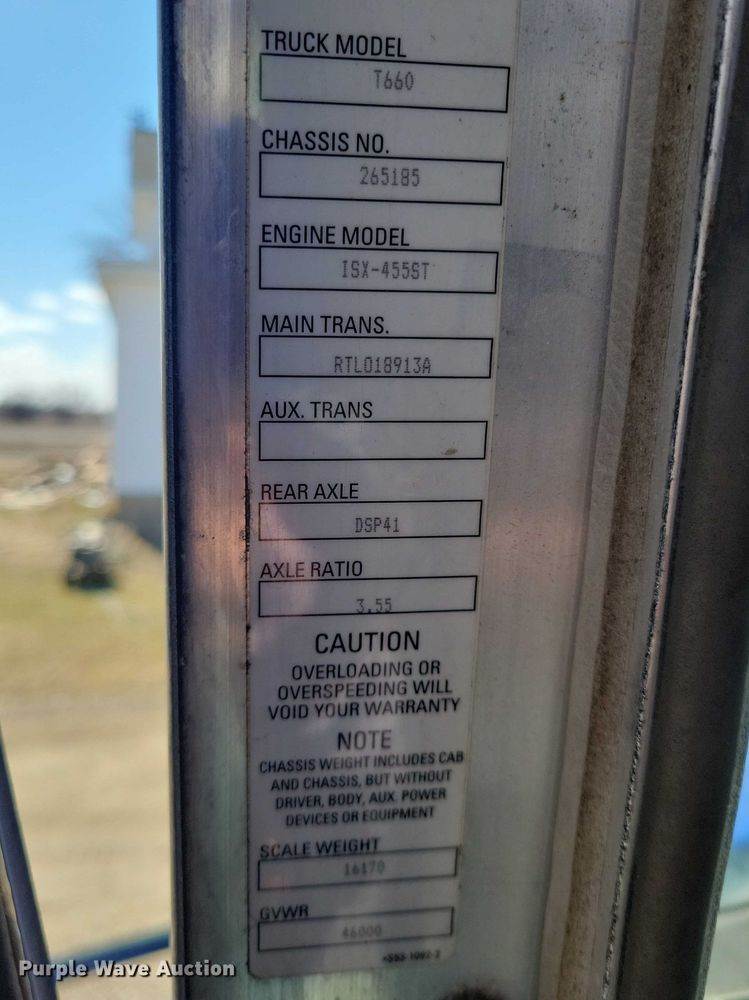 TRUCK MODEL
T660
CHASSIS NO.
265185
ENGINE MODEL
ISX-455ST
MAIN TRANS.
RTLO18913A
AUX. TRANS
REAR AXLE
DSP41
AXLE RATIO
3.55
CAUTION
OVERLOADING OR
OVERSPEEDING WILL
VOID YOUR WARRANTY
NOTE
CHASSIS WEIGHT INCLUDES CAB
AND CHASSIS, BUT WITHOUT
DRIVER, BODY, AUX. POWER
DEVICES OR EQUIPMENT
SCALE WEIGHT
16170
GVWR
46000
Purple Wave Auction